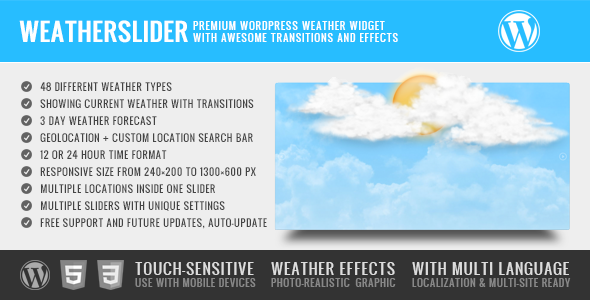 WEATHERSLIDER
PREMIUM WORDPRESS WEATHER WIDGET
WITH AWESOME TRANSITIONS AND EFFECTS
48 DIFFERENT WEATHER TYPES
SHOWING CURRENT WEATHER WITH TRANSITIONS
3 DAY WEATHER FORECAST
GEOLOCATION + CUSTOM LOCATION SEARCH BAR
12 OR 24 HOUR TIME FORMAT
RESPONSIVE SIZE FROM 240×200 TO 1300×600 PX
MULTIPLE LOCATIONS INSIDE ONE SLIDER
MULTIPLE SLIDERS WITH UNIQUE SETTINGS
FREE SUPPORT AND FUTURE UPDATES, AUTO-UPDATE
TOUCH-SENSITIVE
USE WITH MOBILE DEVICES
WEATHER EFFECTS
PHOTO-REALISTIC GRAPHIC
WITH MULTI LANGUAGE
LOCALIZATION & MULTI-SITE READY